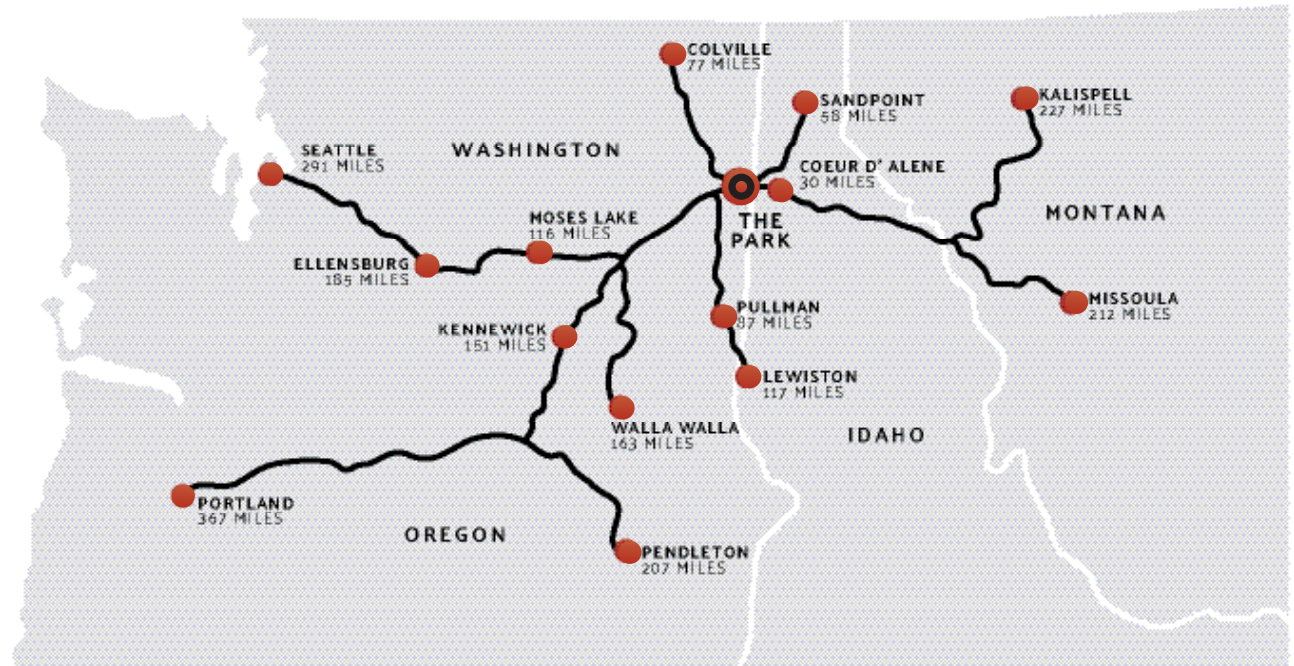 COLVILLE
77 MILES
SANDPOINT
58 MILES
KALISPELL
227 MILES
SEATTLE
291 MILES
WASHINGTON
COEUR D' ALENE
30 MILES
MONTANA
MOSES LAKE
116 MILES
THE
PARK
ELLENSBURG
185 MILES
MISSOULA
212 MILES
PULLMAN
87 MILES
KENNEWICK
151 MILES
LEWISTON
117 MILES
WALLA WALLA
163 MILES
IDAHO
PORTLAND
367 MILES
OREGON
PENDLETON
207 MILES